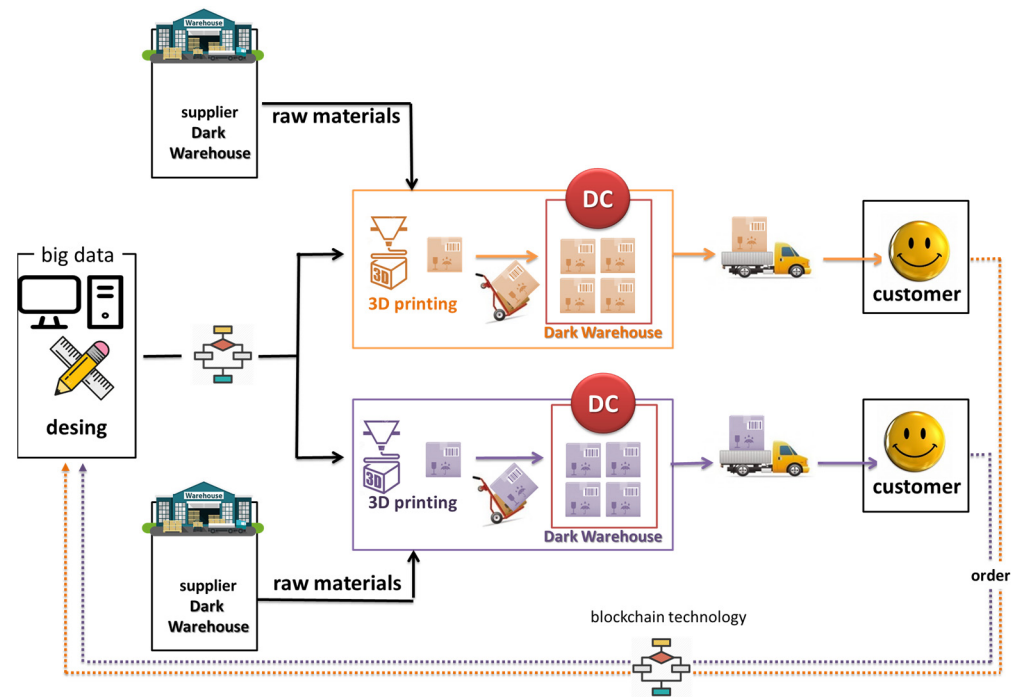 Warehouse
supplier
Dark
Warehouse
raw materials
big data
desing
3D
3D printing
DC
Dark Warehouse
customer
3D
3D printing
DC
Dark Warehouse
customer
Warehouse
supplier
Dark
Warehouse
raw materials
order
blockchain technology